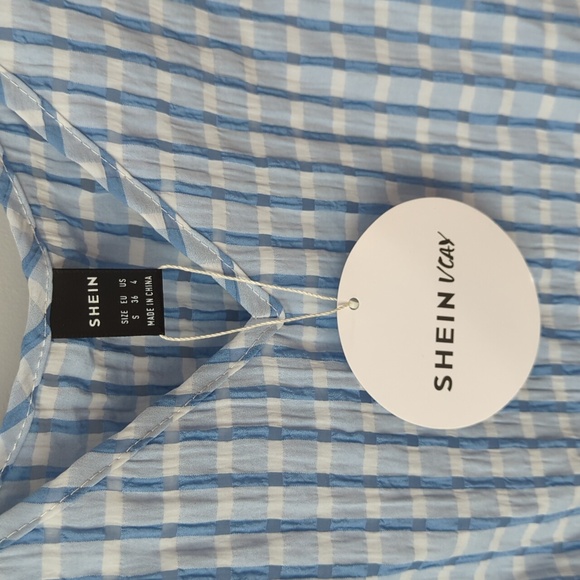 SHEIN
SIZE EU US
S 36 4
MADE IN CHINA
SHEIN VCAY